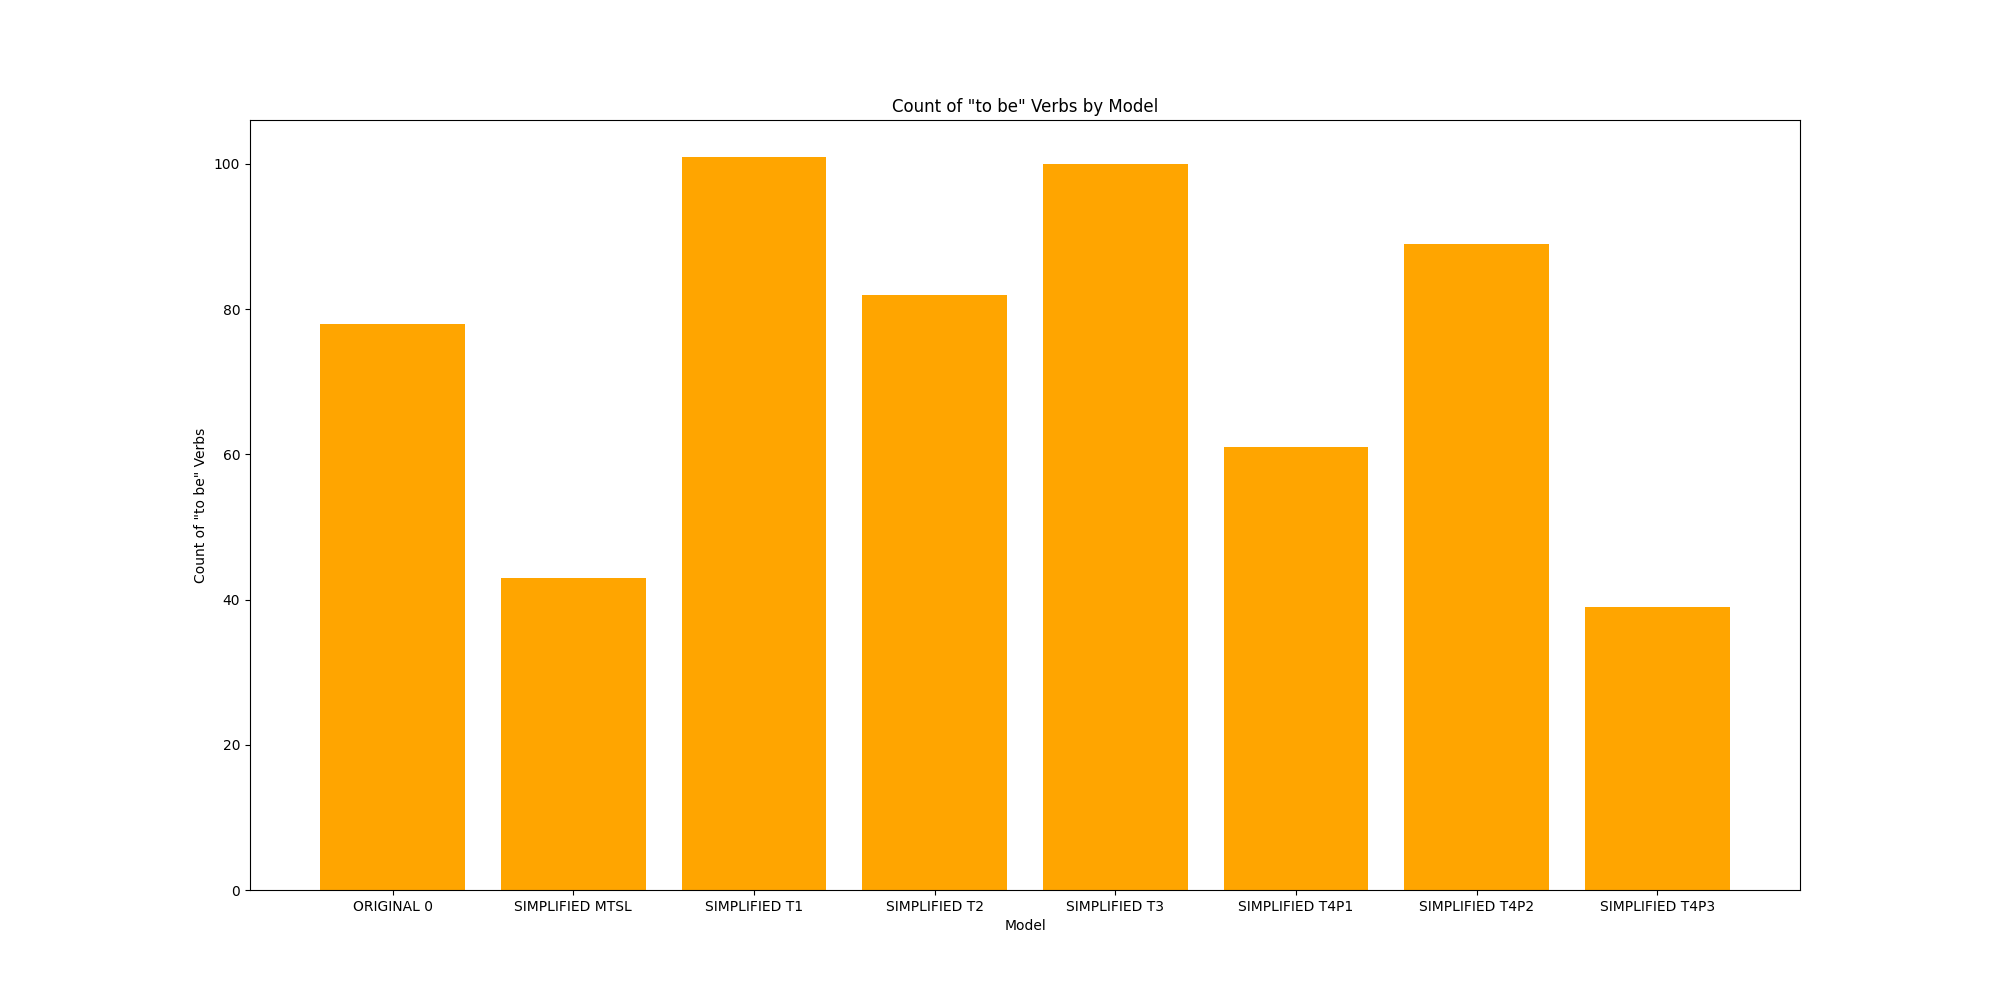 Count of "to be" Verbs by Model
100
80
60
40
20
0
Count of "to be" Verbs
ORIGINAL 0
SIMPLIFIED MTSL
SIMPLIFIED T1
SIMPLIFIED T2
SIMPLIFIED T3
SIMPLIFIED T4P1
SIMPLIFIED T4P2
SIMPLIFIED T4P3
Model